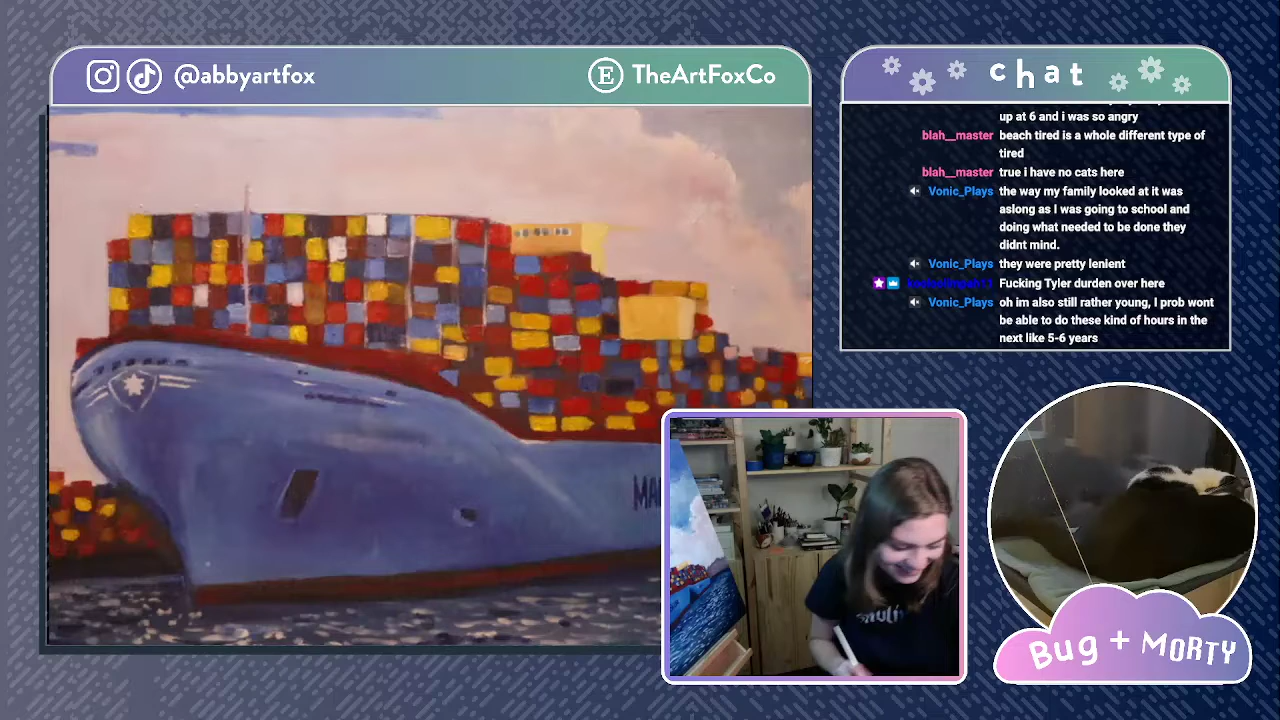 @abbyartfox
TheArtFoxCo
chat
up at 6 and i was so angry
blah__master beach tired is a whole different type of
tired
blah__master true i have no cats here
Vonic_Plays the way my family looked at it was
aslong as I was going to school and
doing what needed to be done they
didnt mind.
Vonic_Plays they were pretty lenient
Fucking Tyler durden over here
Vonic_Plays oh im also still rather young, I prob wont
be able to do these kind of hours in the
next like 5-6 years
Bug + MORTY